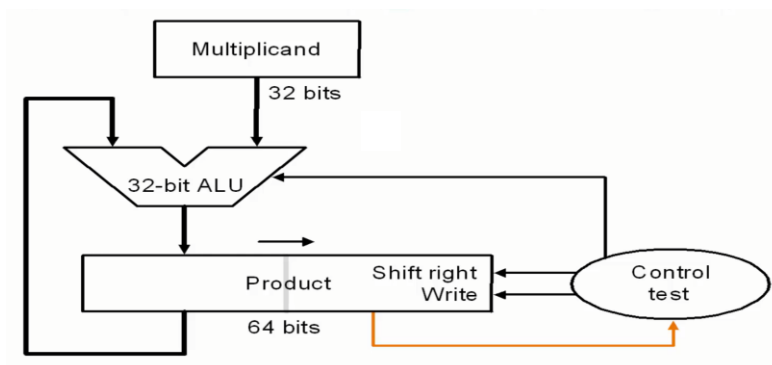 Multiplicand
32 bits
32-bit ALU
Product
Shift right
Write
64 bits
Control
test